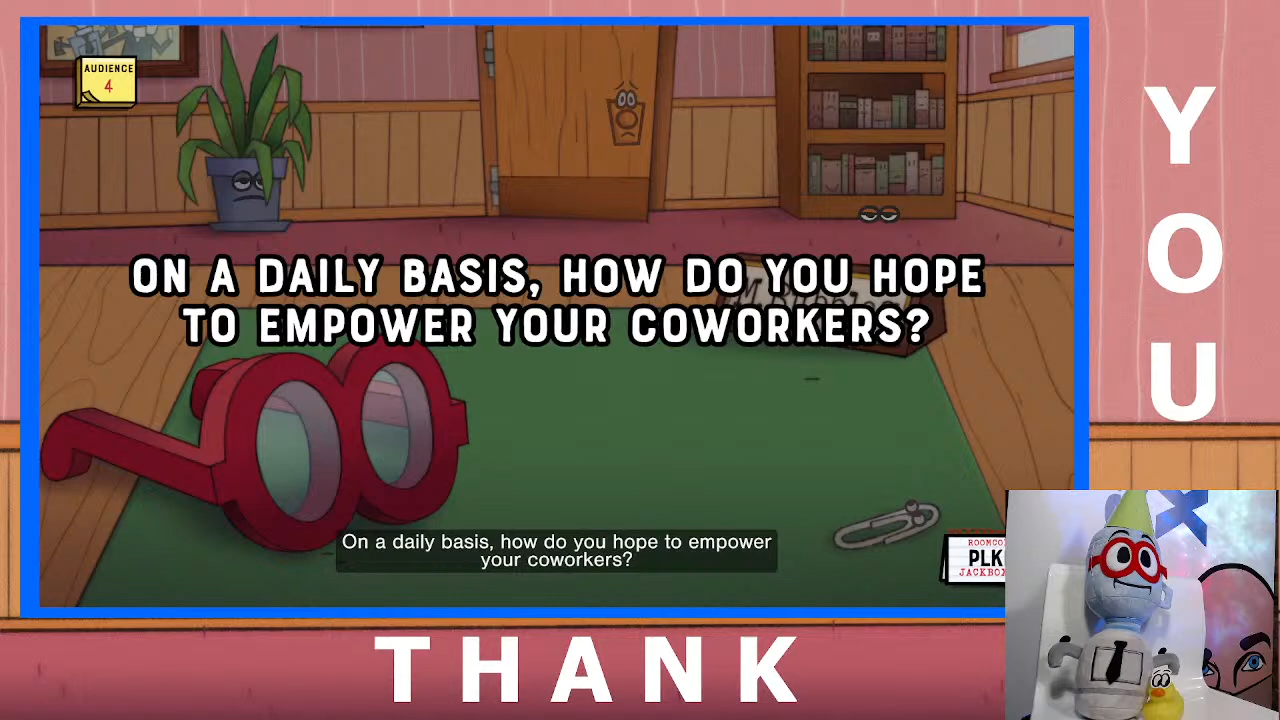 AUDIENCE
4
ON A DAILY BASIS, HOW DO YOU HOPE
TO EMPOWER YOUR COWORKERS?
On a daily basis, how do you hope to empower
your coworkers?
PLK
YOU
THANK